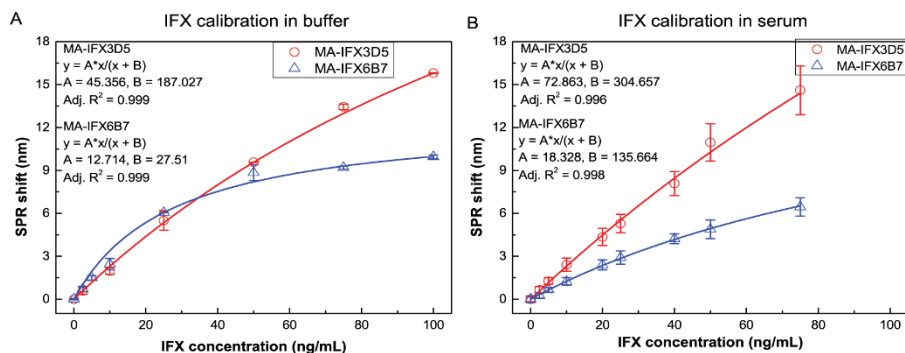 A
IFX calibration in buffer
MA-IFX3D5
y = A*x/(x + B)
A = 45.356, B = 187.027
Adj. R² = 0.999
MA-IFX6B7
y = A*x/(x + B)
A = 12.714, B = 27.51
Adj. R² = 0.999
MA-IFX3D5
MA-IFX6B7
18
15
12
9
6
3
0
SPR shift (nm)
0 20 40 60 80 100
IFX concentration (ng/mL)
B
IFX calibration in serum
MA-IFX3D5
y = A*x/(x + B)
A = 72.863, B = 304.657
Adj. R² = 0.996
MA-IFX6B7
y = A*x/(x + B)
A = 18.328, B = 135.664
Adj. R² = 0.998
MA-IFX3D5
MA-IFX6B7
18
15
12
9
6
3
0
SPR shift (nm)
0 20 40 60 80 100
IFX concentration (ng/mL)